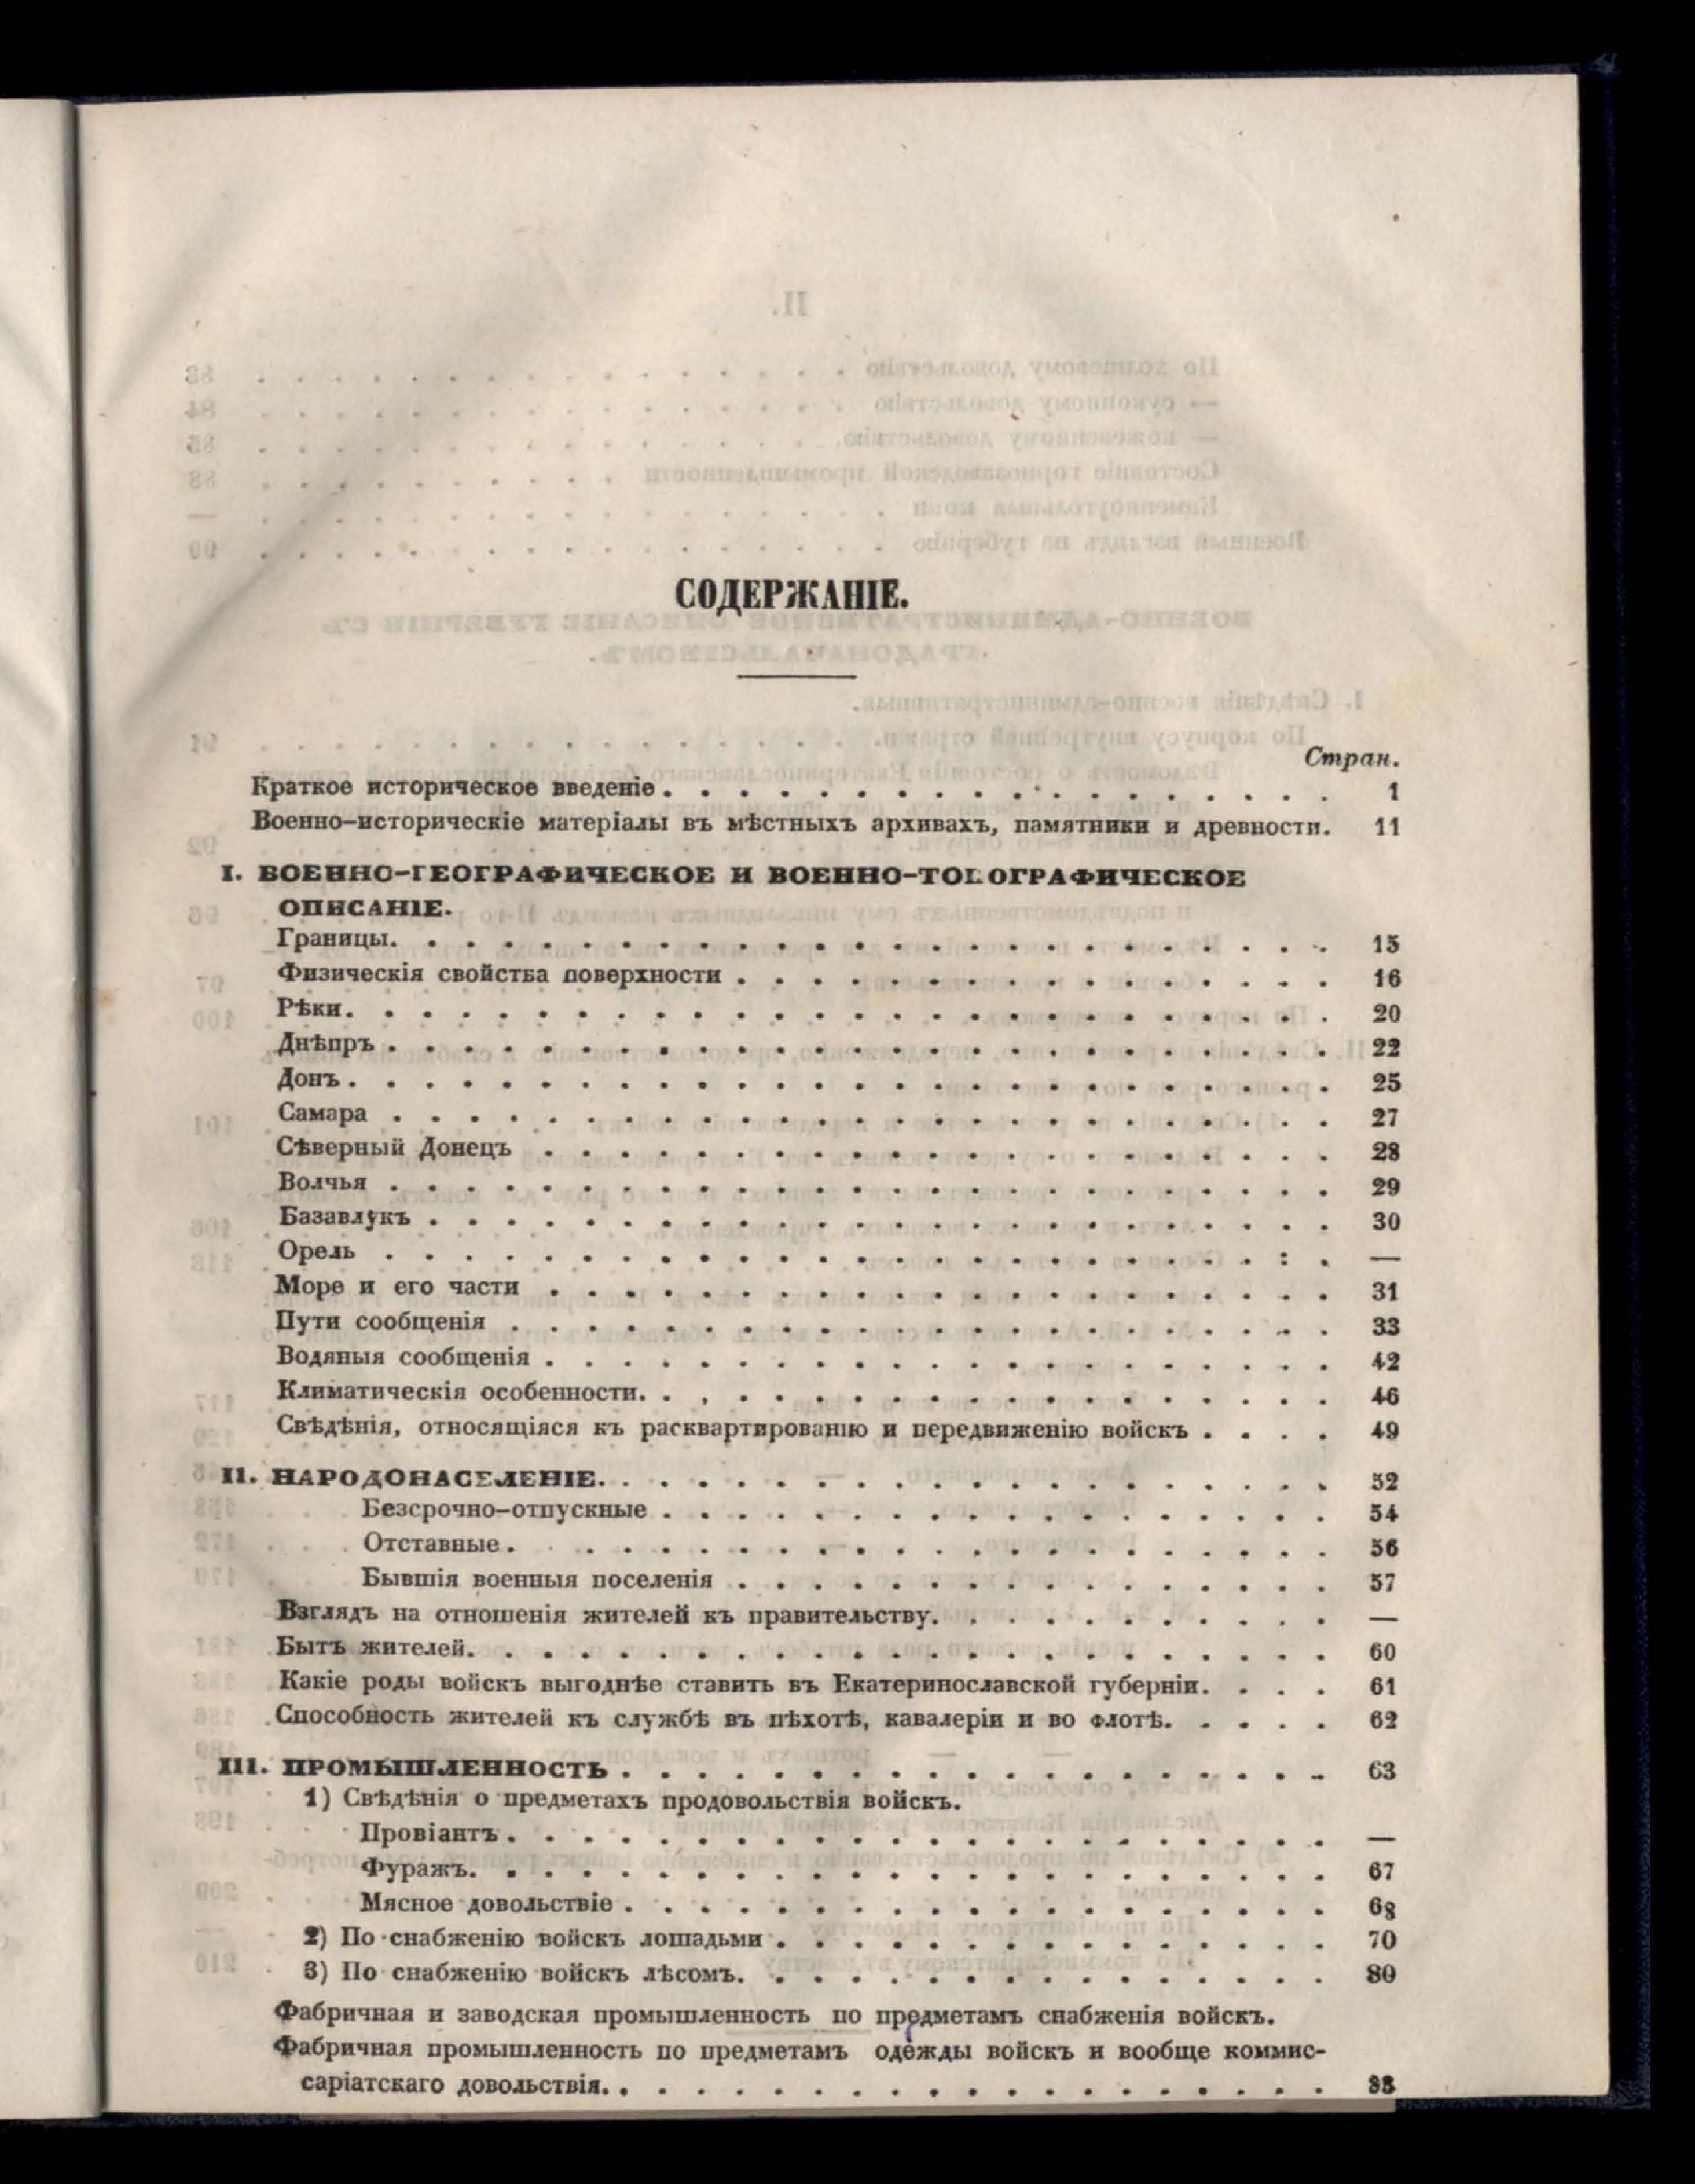 СОДЕРЖАНІЕ.
Стран.
Краткое историческое введеніе . . . . . . . . . . . . . . . . . . 1
Военно-историческіе матеріалы въ мѣстныхъ архивахъ, памятники и древности. 11
I. ВОЕННО-ГЕОГРАФИЧЕСКОЕ И ВОЕННО-ТОПОГРАФИЧЕСКОЕ
ОПИСАНІЕ.
Границы. . . . . . . . . . . . . . . . . . . . . . . . . 15
Физическія свойства поверхности . . . . . . . . . . . . . . . . 16
Рѣки. . . . . . . . . . . . . . . . . . . . . . . . . . 20
Днѣпръ . . . . . . . . . . . . . . . . . . . . . . . . . 22
Донъ . . . . . . . . . . . . . . . . . . . . . . . . . . 25
Самара . . . . . . . . . . . . . . . . . . . . . . . . . 27
Сѣверный Донецъ . . . . . . . . . . . . . . . . . . . . . 28
Волчья . . . . . . . . . . . . . . . . . . . . . . . . . 29
Базавлукъ . . . . . . . . . . . . . . . . . . . . . . . . 30
Орель . . . . . . . . . . . . . . . . . . . . . . . . : . —
Море и его части . . . . . . . . . . . . . . . . . . . . . 31
Пути сообщенія . . . . . . . . . . . . . . . . . . . . . . 33
Водяныя сообщенія . . . . . . . . . . . . . . . . . . . . . 42
Климатическія особенности. . . . . . . . . . . . . . . . . . . 46
Свѣдѣнія, относящіяся къ расквартированію и передвиженію войскъ . . . . 49
II. НАРОДОНАСЕЛЕНІЕ. . . . . . . . . . . . . . . . . . . . 52
Безсрочно-отпускные . . . . . . . . . . . . . . . . . . 54
Отставные . . . . . . . . . . . . . . . . . . . . . 56
Бывшія военныя поселенія . . . . . . . . . . . . . . . . 57
Взглядъ на отношенія жителей къ правительству. . . . . . . . . . . —
Бытъ жителей. . . . . . . . . . . . . . . . . . . . . . . 60
Какіе роды войскъ выгоднѣе ставить въ Екатеринославской губерніи. . . . 61
Способность жителей къ службѣ въ пѣхотѣ, кавалеріи и во флотѣ. . . . . 62
III. ПРОМЫШЛЕННОСТЬ . . . . . . . . . . . . . . . . . . . 63
1) Свѣдѣнія о предметахъ продовольствія войскъ.
Провіантъ . . . . . . . . . . . . . . . . . . . . . . —
Фуражъ. . . . . . . . . . . . . . . . . . . . . . . 67
Мясное довольствіе . . . . . . . . . . . . . . . . . . . 68
2) По снабженію войскъ лошадьми . . . . . . . . . . . . . . . 70
3) По снабженію войскъ лѣсомъ. . . . . . . . . . . . . . . . 80
Фабричная и заводская промышленность по предметамъ снабженія войскъ.
Фабричная промышленность по предметамъ одежды войскъ и вообще коммис-
саріатскаго довольствія. . . . . . . . . . . . . . . . . . . .